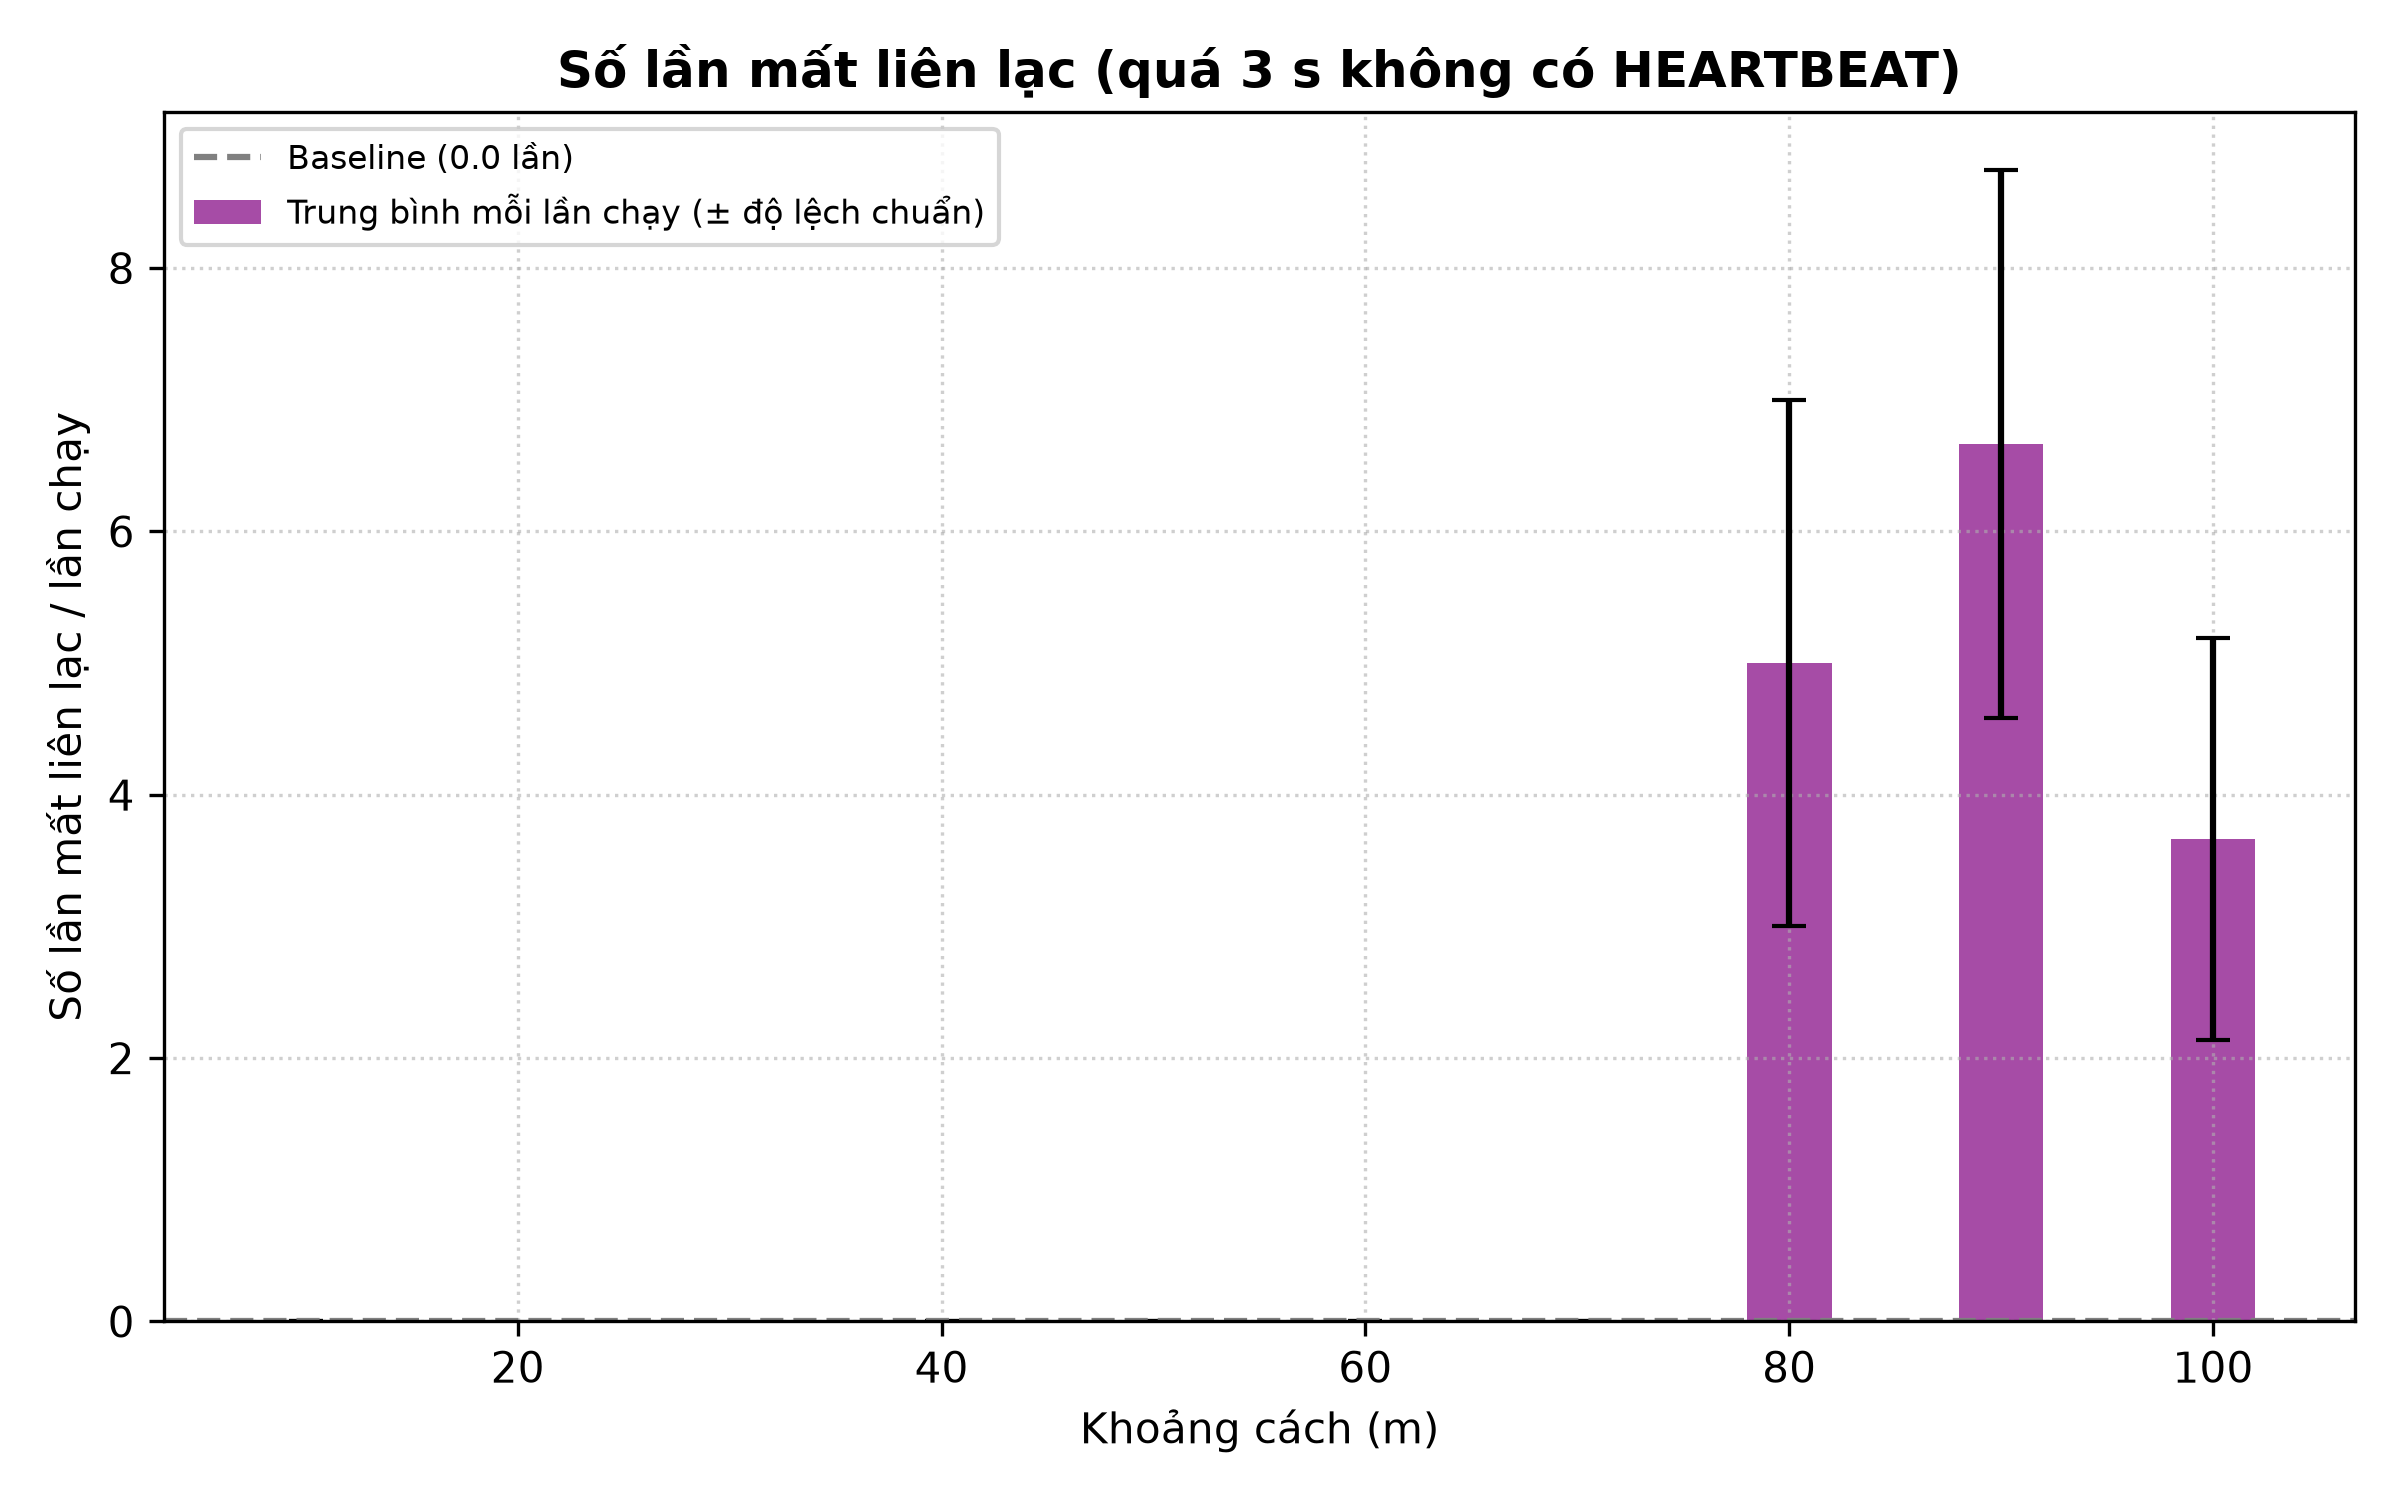 Số lần mất liên lạc (quá 3 s không có HEARTBEAT)
Baseline (0.0 lần)
Trung bình mỗi lần chạy (± độ lệch chuẩn)
Số lần mất liên lạc / lần chạy
8
6
4
2
0
20 40 60 80 100
Khoảng cách (m)